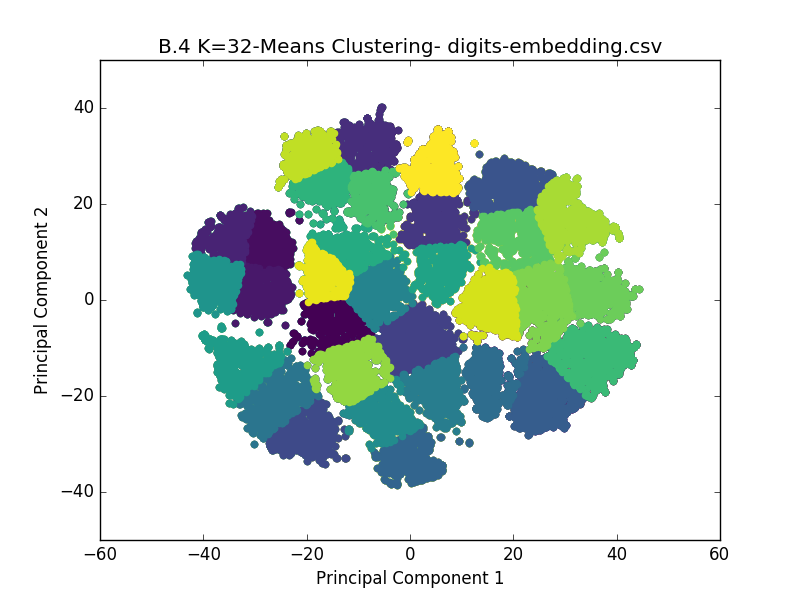 B.4 K=32-Means Clustering- digits-embedding.csv
40
20
0
−20
−40
Principal Component 2
−60 −40 −20 0 20 40 60
Principal Component 1